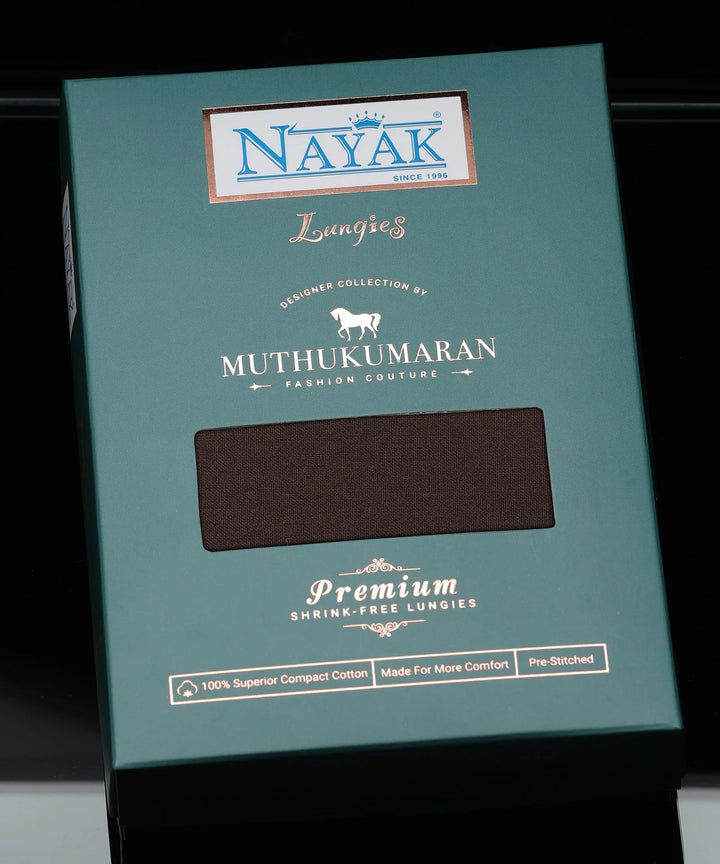 NAYAK®
SINCE 1996
Lungies
DESIGNER COLLECTION BY
MUTHUKUMARAN
FASHION COUTURE
Premium
SHRINK-FREE LUNGIES
100% Superior Compact Cotton
Made For More Comfort
Pre-Stitched